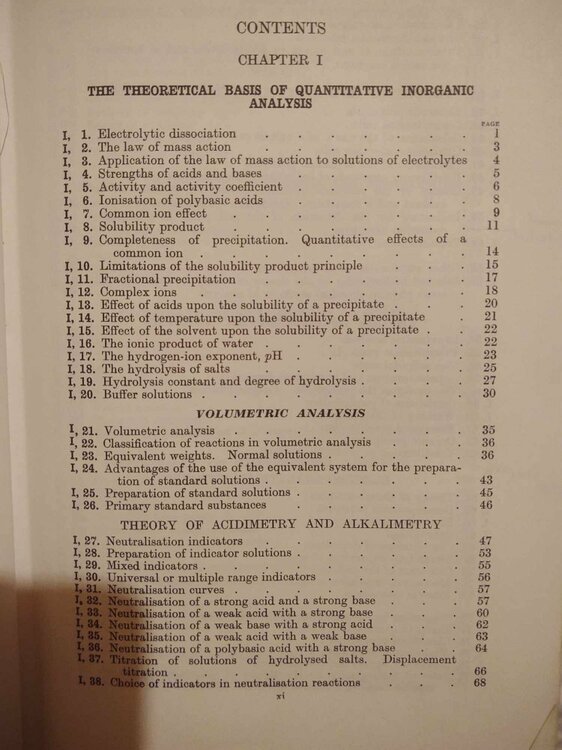 CONTENTS
CHAPTER I
THE THEORETICAL BASIS OF QUANTITATIVE INORGANIC
ANALYSIS
PAGE
I, 1. Electrolytic dissociation . . . . . . 1
I, 2. The law of mass action . . . . . . 3
I, 3. Application of the law of mass action to solutions of electrolytes 4
I, 4. Strengths of acids and bases . . . . . 5
I, 5. Activity and activity coefficient . . . . . 6
I, 6. Ionisation of polybasic acids . . . . . 8
I, 7. Common ion effect . . . . . . . 9
I, 8. Solubility product . . . . . . . 11
I, 9. Completeness of precipitation. Quantitative effects of a
common ion . . . . . . . . 14
I, 10. Limitations of the solubility product principle . . . 15
I, 11. Fractional precipitation . . . . . . 17
I, 12. Complex ions . . . . . . . 18
I, 13. Effect of acids upon the solubility of a precipitate . . . 20
I, 14. Effect of temperature upon the solubility of a precipitate . . 21
I, 15. Effect of the solvent upon the solubility of a precipitate . . 22
I, 16. The ionic product of water . . . . . . 22
I, 17. The hydrogen-ion exponent, pH . . . . . 23
I, 18. The hydrolysis of salts . . . . . . 25
I, 19. Hydrolysis constant and degree of hydrolysis . . . . 27
I, 20. Buffer solutions . . . . . . . . 30
VOLUMETRIC ANALYSIS
I, 21. Volumetric analysis . . . . . . . 35
I, 22. Classification of reactions in volumetric analysis . . . 36
I, 23. Equivalent weights. Normal solutions . . . . . 36
I, 24. Advantages of the use of the equivalent system for the prepara-
tion of standard solutions . . . . . . 43
I, 25. Preparation of standard solutions . . . . . 45
I, 26. Primary standard substances . . . . . 46
THEORY OF ACIDIMETRY AND ALKALIMETRY
I, 27. Neutralisation indicators . . . . . . 47
I, 28. Preparation of indicator solutions . . . . . 53
I, 29. Mixed indicators . . . . . . . . 55
I, 30. Universal or multiple range indicators . . . . 56
I, 31. Neutralisation curves . . . . . . . 57
I, 32. Neutralisation of a strong acid and a strong base . . . 57
I, 33. Neutralisation of a weak acid with a strong base . . . 60
I, 34. Neutralisation of a weak base with a strong acid . . . 62
I, 35. Neutralisation of a weak acid with a weak base . . . 63
I, 36. Neutralisation of a polybasic acid with a strong base . . 64
I, 37. Titration of solutions of hydrolysed salts. Displacement
titration . . . . . . . . . 66
I, 38. Choice of indicators in neutralisation reactions . . . 68
xi